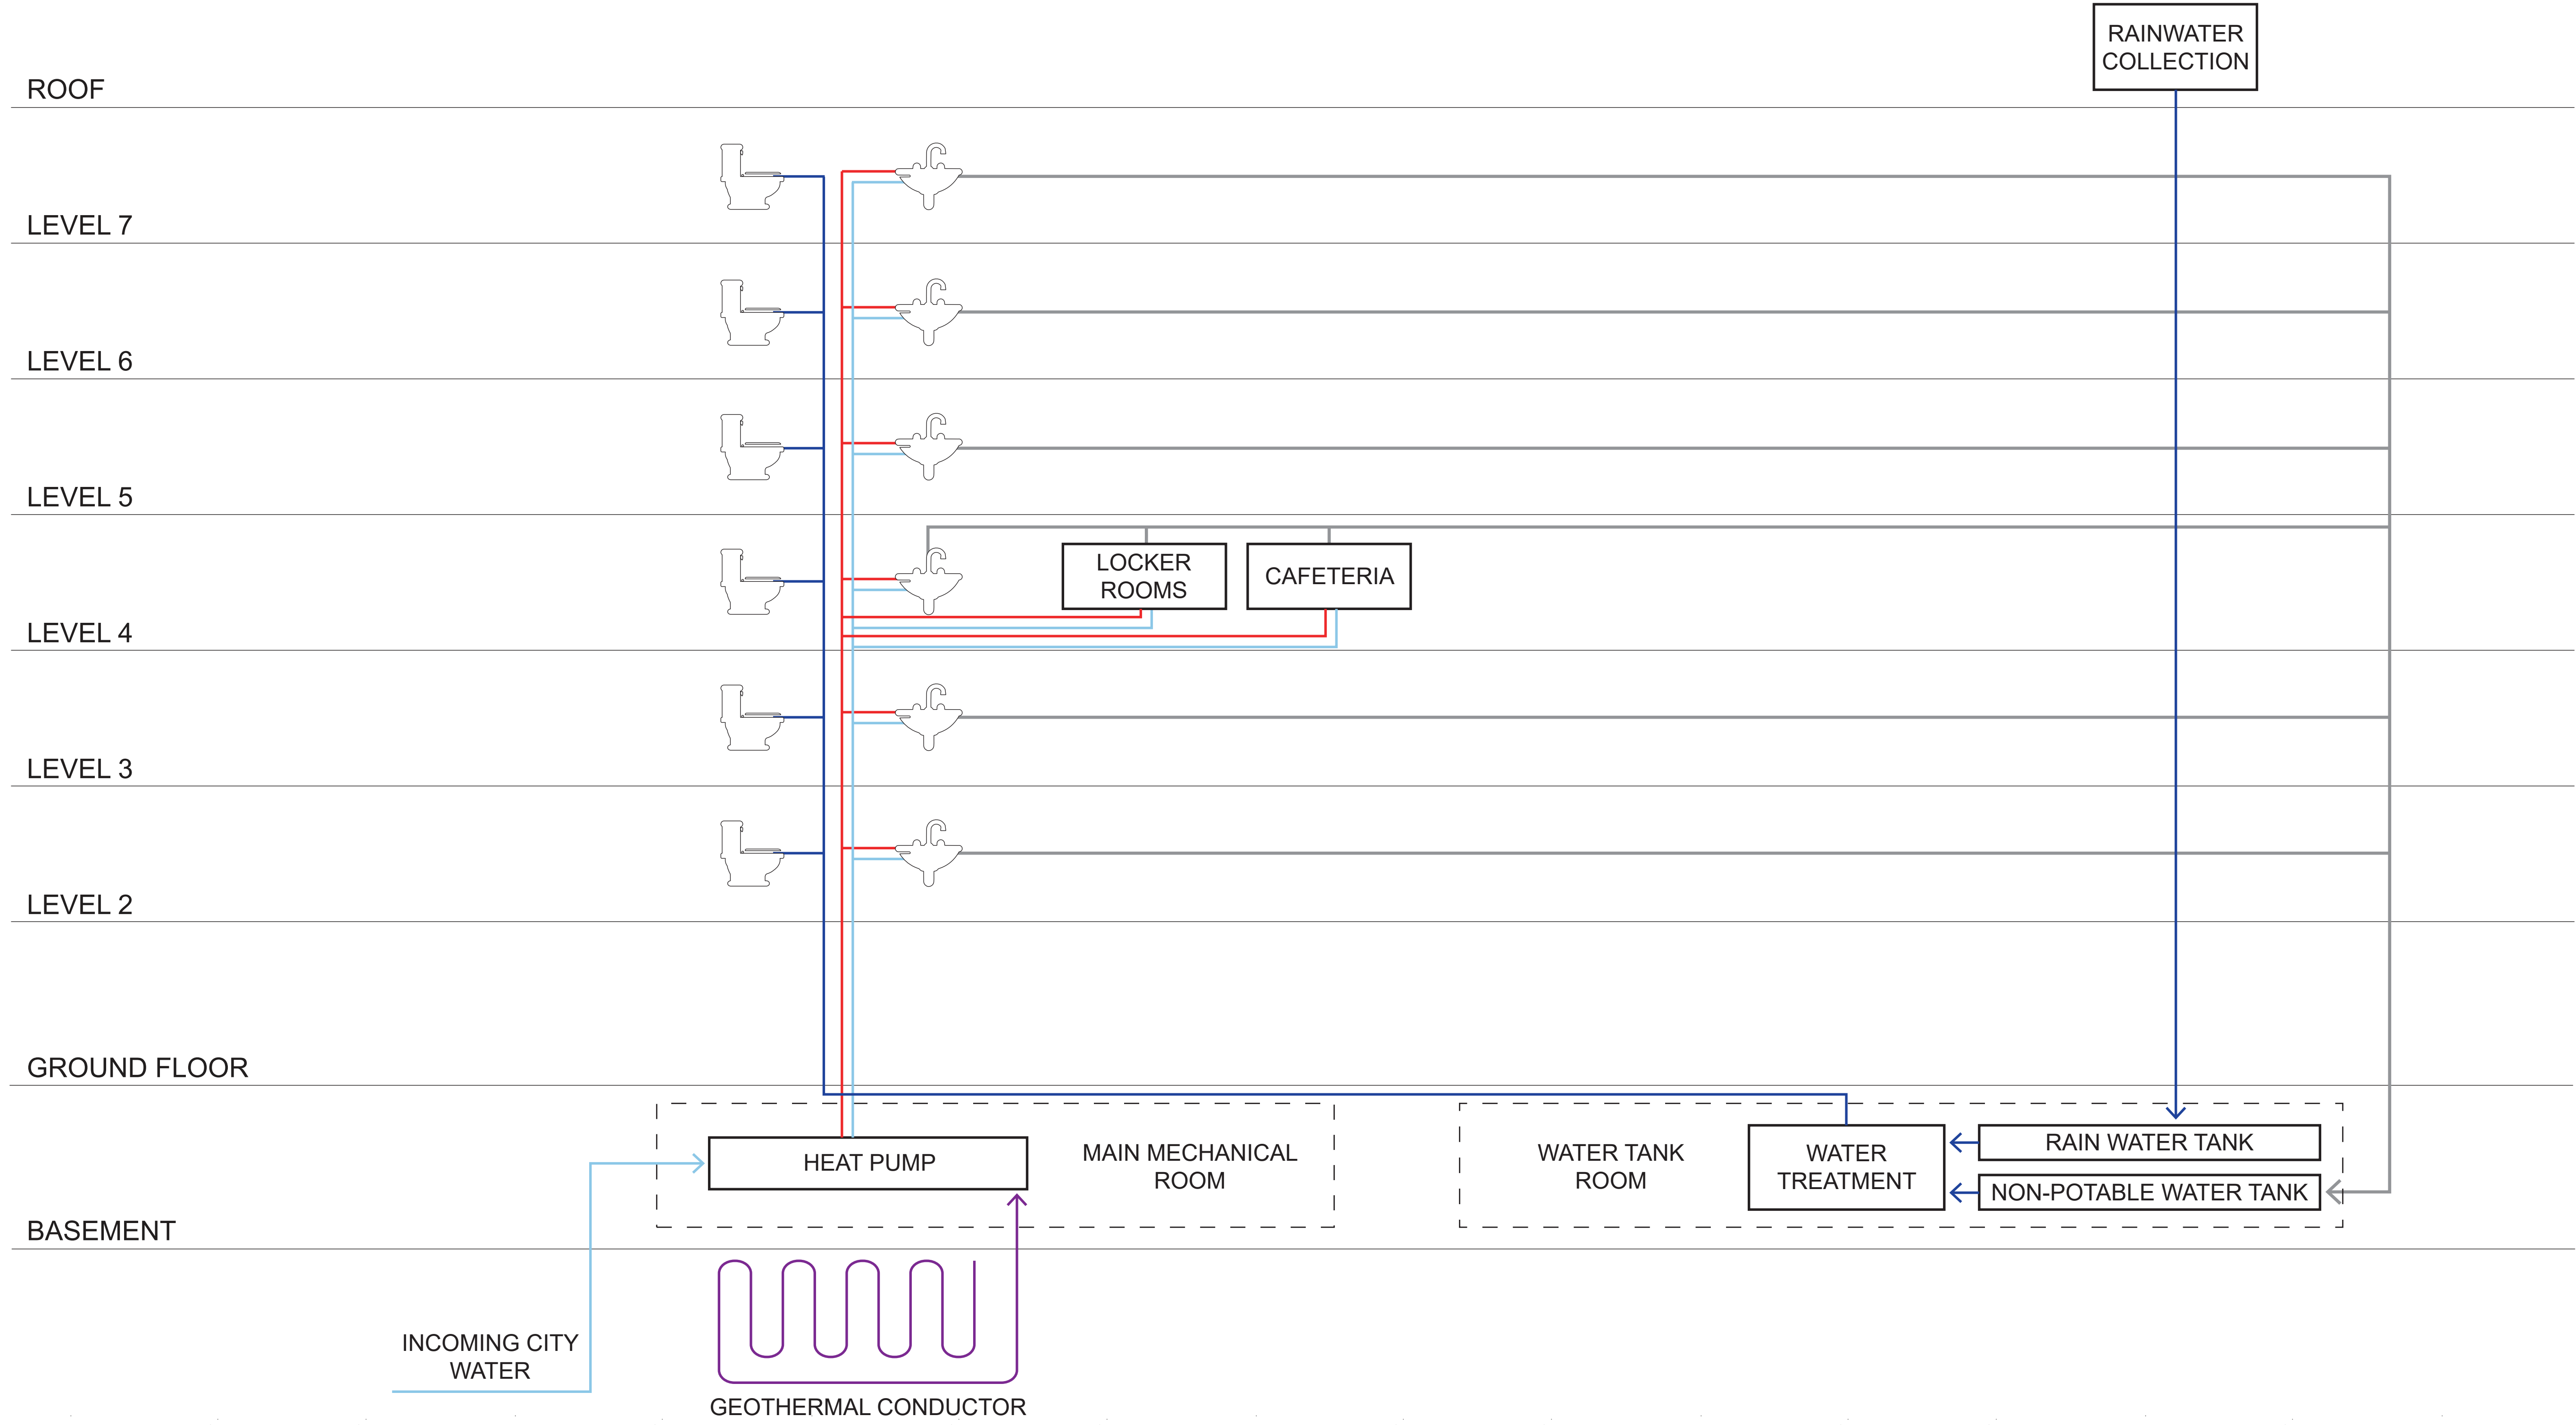 RAINWATER
COLLECTION
ROOF
LEVEL 7
LEVEL 6
LEVEL 5
LOCKER
ROOMS
CAFETERIA
LEVEL 4
LEVEL 3
LEVEL 2
GROUND FLOOR
HEAT PUMP
MAIN MECHANICAL
ROOM
WATER TANK
ROOM
WATER
TREATMENT
RAIN WATER TANK
NON-POTABLE WATER TANK
BASEMENT
INCOMING CITY
WATER
GEOTHERMAL CONDUCTOR